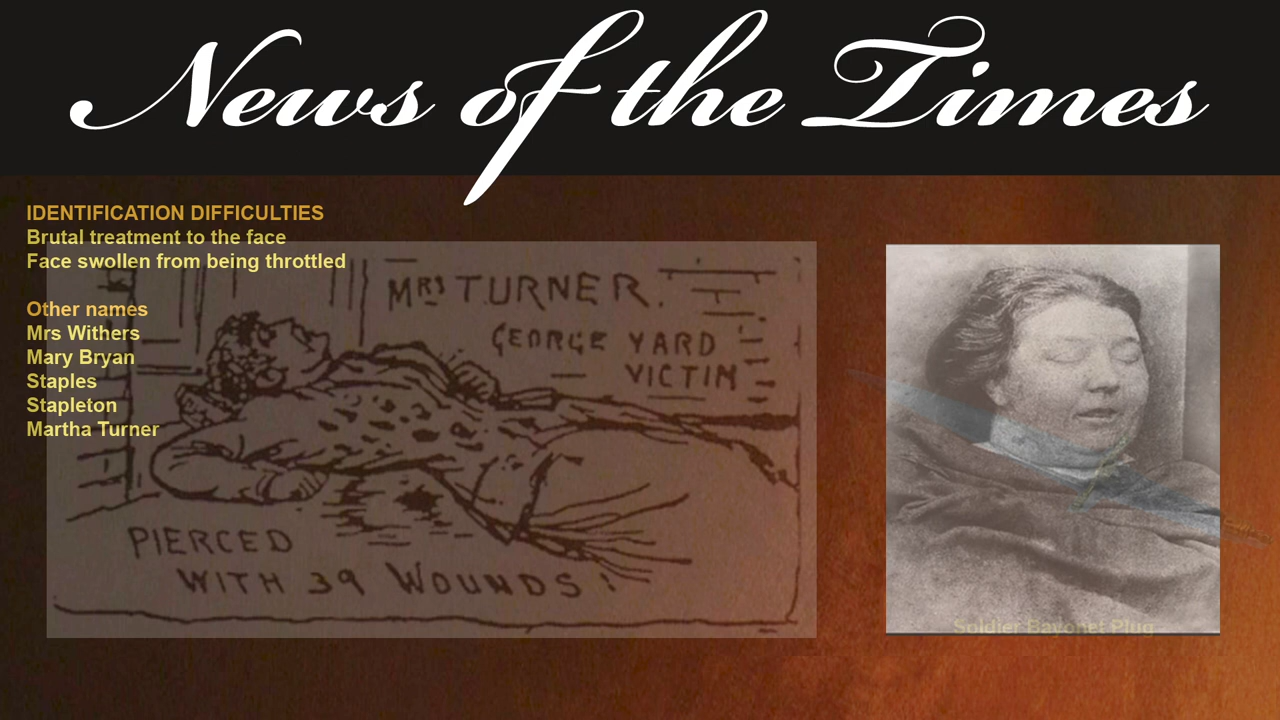 News of the Times
IDENTIFICATION DIFFICULTIES
Brutal treatment to the face
Face swollen from being throttled
Other names
Mrs Withers
Mary Bryan
Staples
Stapleton
Martha Turner
MRS TURNER.
GEORGE YARD
VICTIM
PIERCED
WITH 39 WOUNDS!
Soldier Bayonet Plug